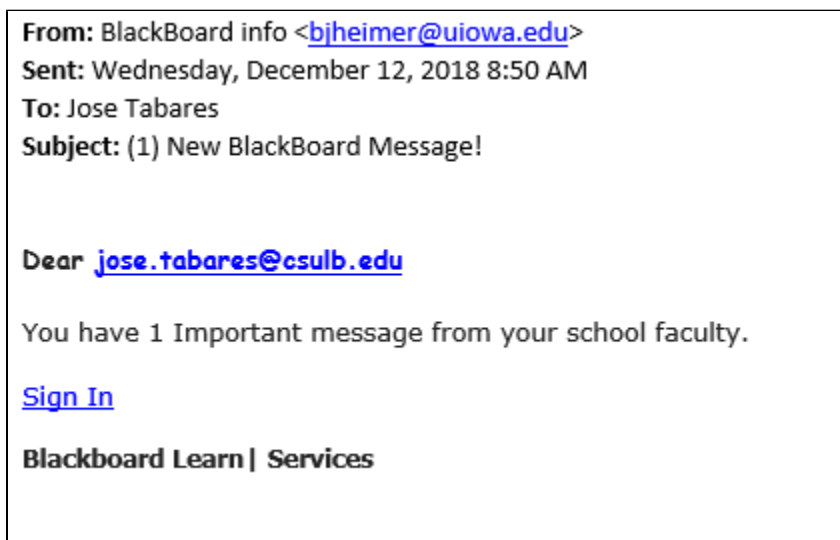 From: BlackBoard info <bjheimer@uiowa.edu>
Sent: Wednesday, December 12, 2018 8:50 AM
To: Jose Tabares
Subject: (1) New BlackBoard Message!
Dear jose.tabares@csulb.edu
You have 1 Important message from your school faculty.
Sign In
Blackboard Learn| Services